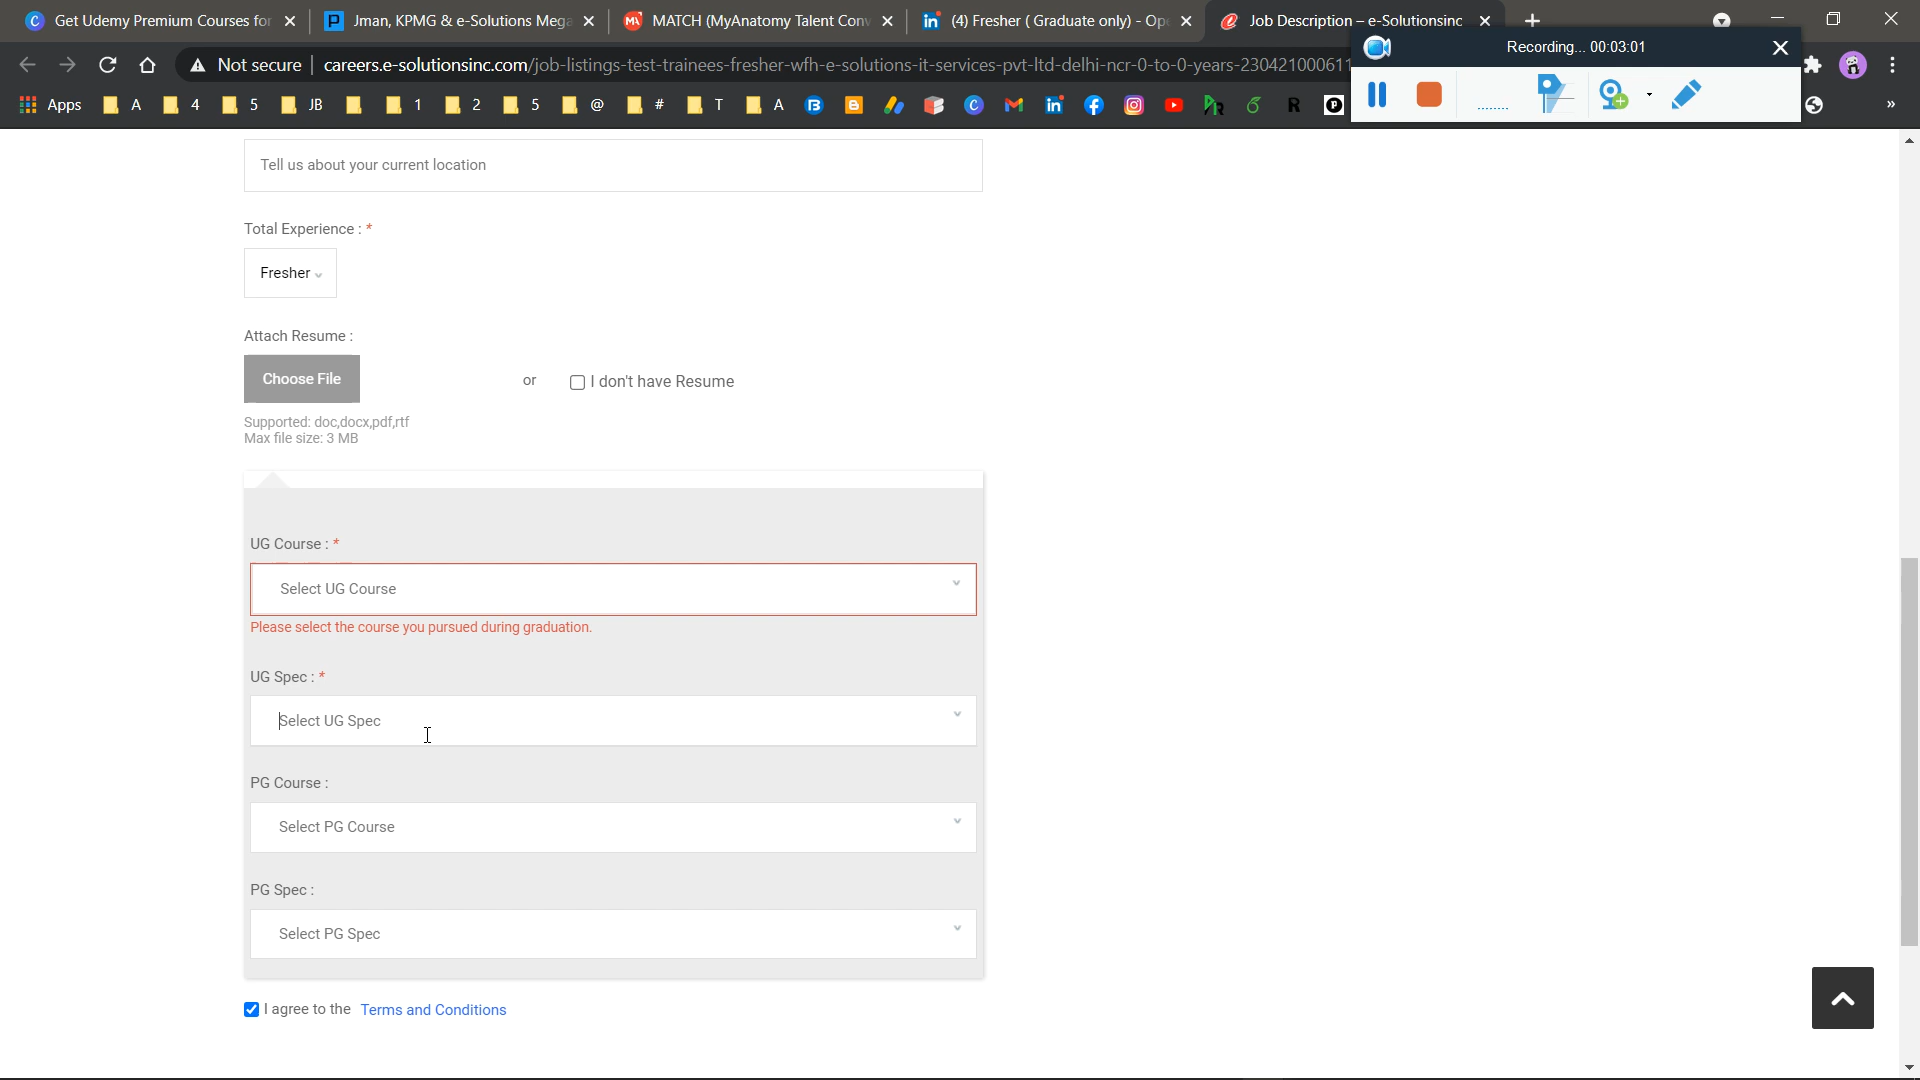 Get Udemy Premium Courses for
Jman, KPMG & e-Solutions Mega
MATCH (MyAnatomy Talent Con
(4) Fresher ( Graduate only) - Op
Job Description – e-Solutionsinc
Recording... 00:03:01
Not secure
careers.e-solutionsinc.com/job-listings-test-trainees-fresher-wfh-e-solutions-it-services-pvt-ltd-delhi-ncr-0-to-0-years-230421000611
Apps A 4 5 JB 1 2 5 @ # T A
Tell us about your current location
Total Experience : *
Fresher
Attach Resume :
Choose File
or
I don't have Resume
Supported: doc,docx,pdf,rtf
Max file size: 3 MB
UG Course : *
Select UG Course
Please select the course you pursued during graduation.
UG Spec : *
Select UG Spec
PG Course :
Select PG Course
PG Spec :
Select PG Spec
I agree to the Terms and Conditions